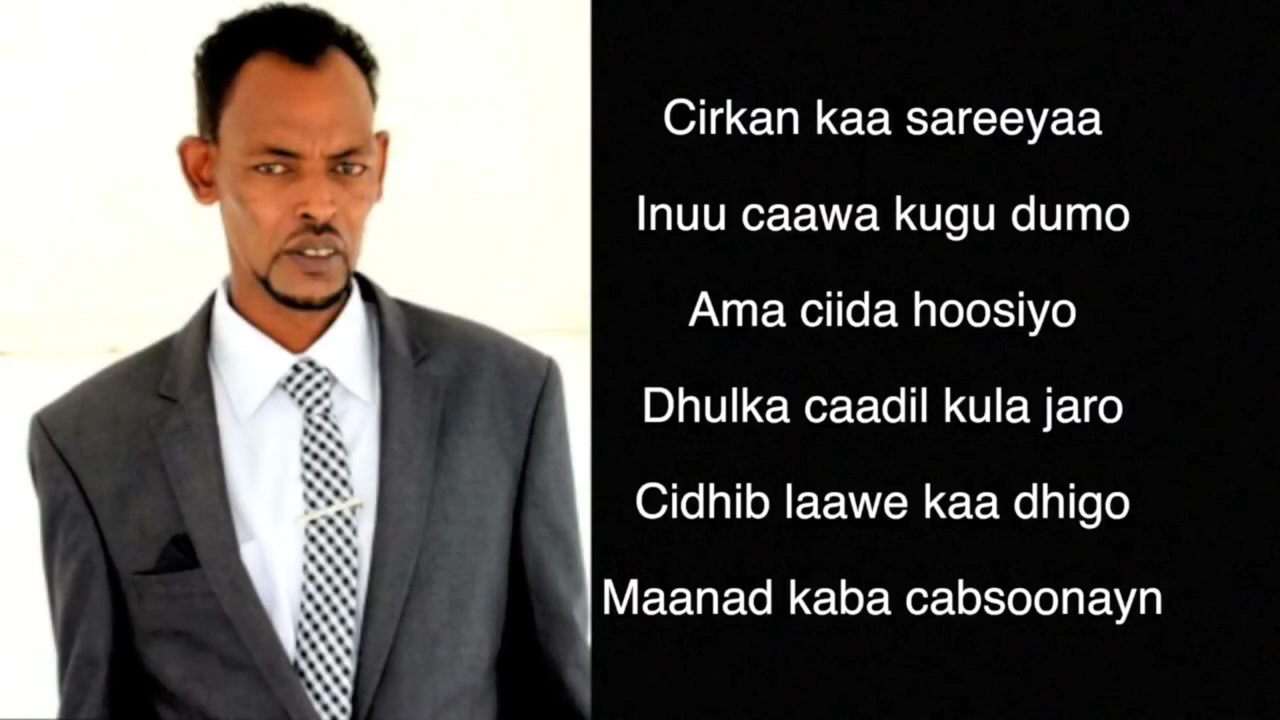 Cirkan kaa sareeyaa
Inuu caawa kugu dumo
Ama ciida hoosiyo
Dhulka caadil kula jaro
Cidhib laawe kaa dhigo
Maanad kaba cabsoonayn